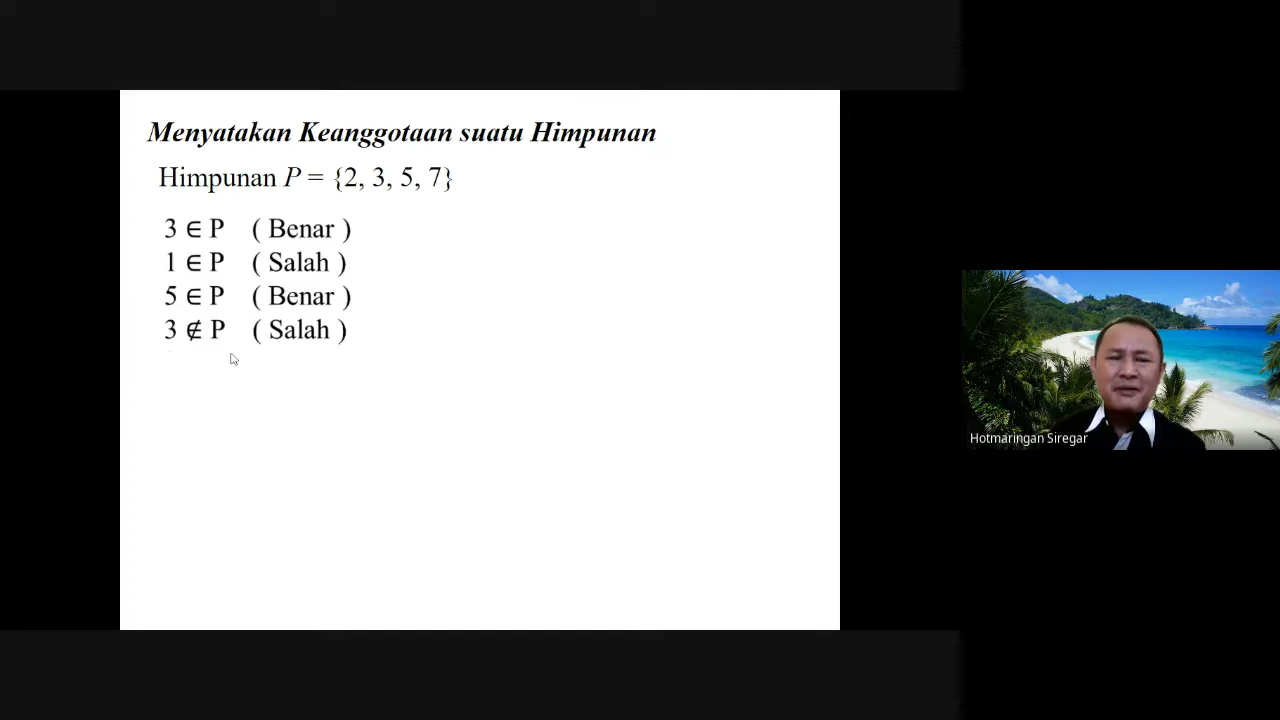 Menyatakan Keanggotaan suatu Himpunan
Himpunan P = {2, 3, 5, 7}
3 ∈ P ( Benar )
1 ∈ P ( Salah )
5 ∈ P ( Benar )
3 ∉ P ( Salah )
Hotmaringan Siregar